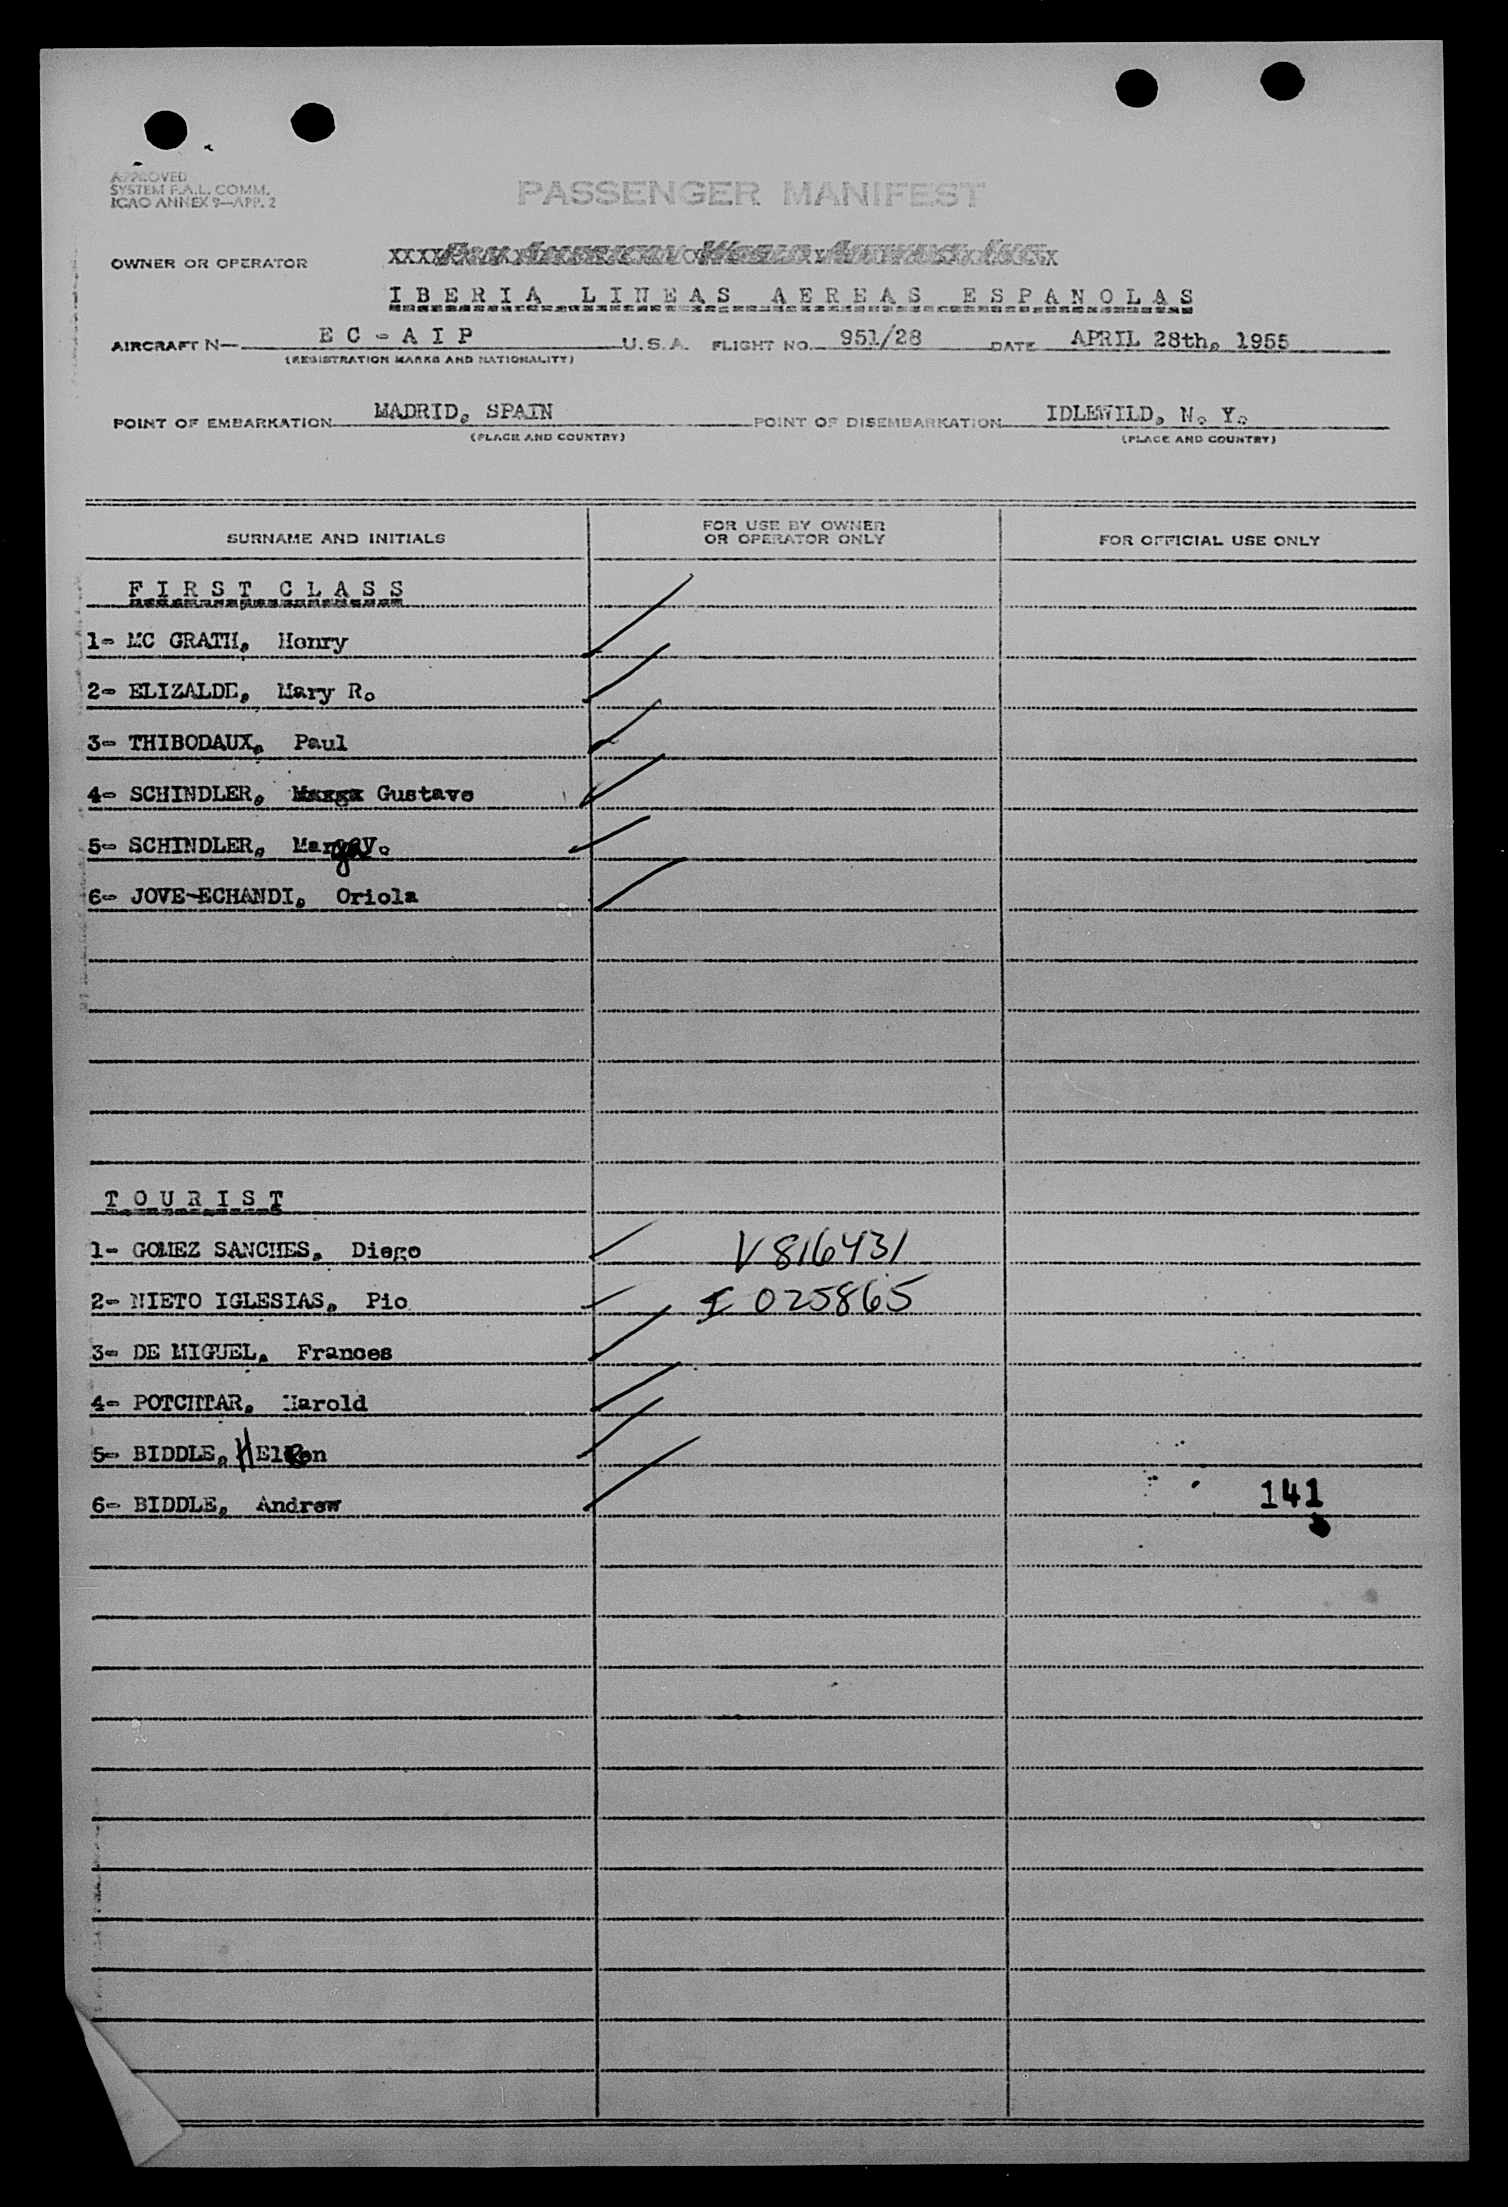 APPROVED
SYSTEM F.A.L. COMM.
ICAO ANNEX 9—APP. 2
PASSENGER MANIFEST
OWNER OR OPERATOR
IBERIA LINEAS AEREAS ESPANOLAS
AIRCRAFT N— EC-AIP U.S.A. FLIGHT NO. 951/28 DATE APRIL 28th. 1955
(REGISTRATION MARKS AND NATIONALITY)
POINT OF EMBARKATION MADRID, SPAIN POINT OF DISEMBARKATION IDLEWILD, N. Y.
(PLACE AND COUNTRY) (PLACE AND COUNTRY)
SURNAME AND INITIALS FOR USE BY OWNER OR OPERATOR ONLY FOR OFFICIAL USE ONLY
FIRST CLASS
1- MC GRATH, Henry
2- ELIZALDE, Mary R.
3- THIBODAUX, Paul
4- SCHINDLER, Gustave
5- SCHINDLER, Marga V.
6- JOVE-ECHANDI, Oriola
TOURIST
1- GOMEZ SANCHES, Diego V 816431
2- NIETO IGLESIAS, Pio I 025865
3- DE MIGUEL, Frances
4- POTCHTAR, Harold
5- BIDDLE, HEllen
6- BIDDLE, Andrew 141